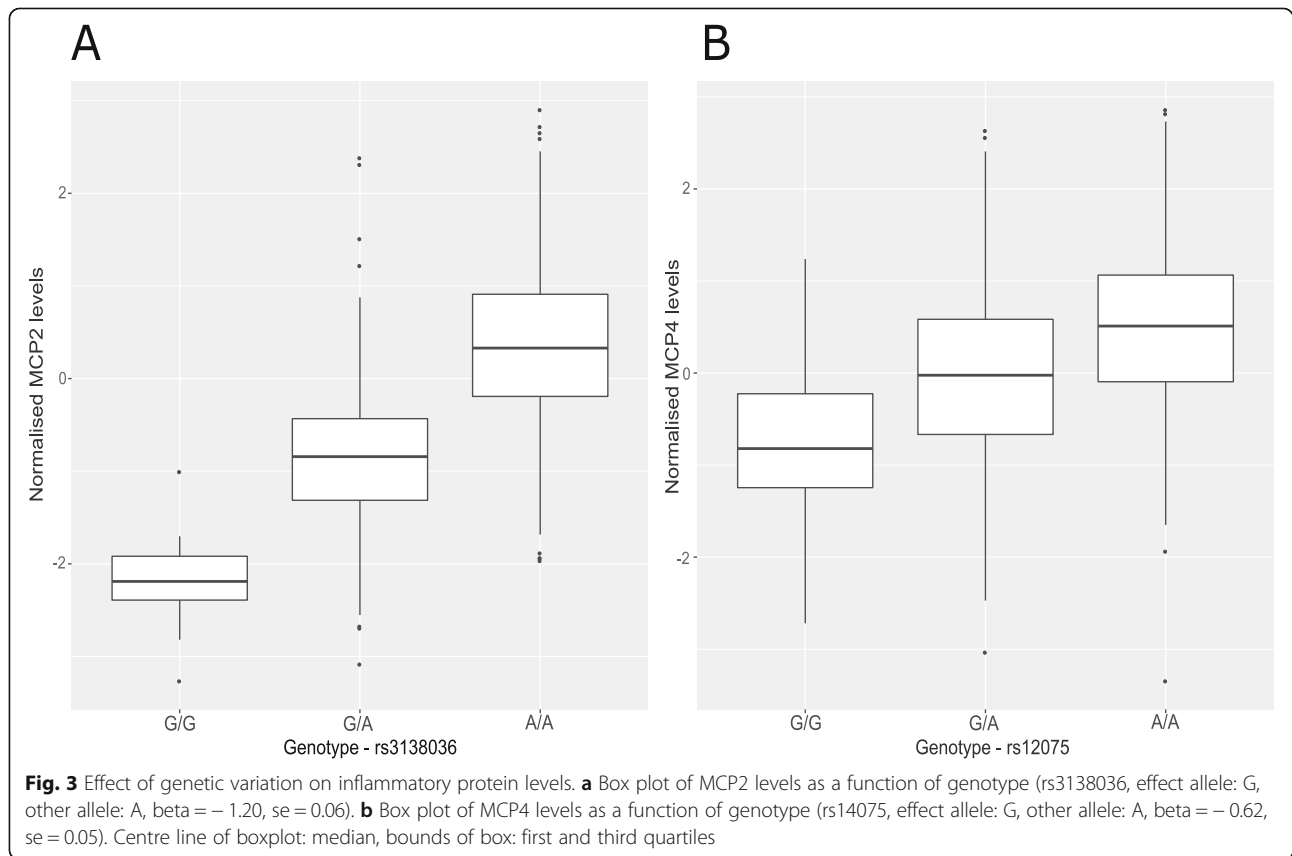 A
B
Normalised MCP2 levels
2
0
-2
G/G
G/A
A/A
Genotype - rs3138036
Normalised MCP4 levels
2
0
-2
G/G
G/A
A/A
Genotype - rs12075
Fig. 3 Effect of genetic variation on inflammatory protein levels. a Box plot of MCP2 levels as a function of genotype (rs3138036, effect allele: G,
other allele: A, beta = − 1.20, se = 0.06). b Box plot of MCP4 levels as a function of genotype (rs14075, effect allele: G, other allele: A, beta = − 0.62,
se = 0.05). Centre line of boxplot: median, bounds of box: first and third quartiles